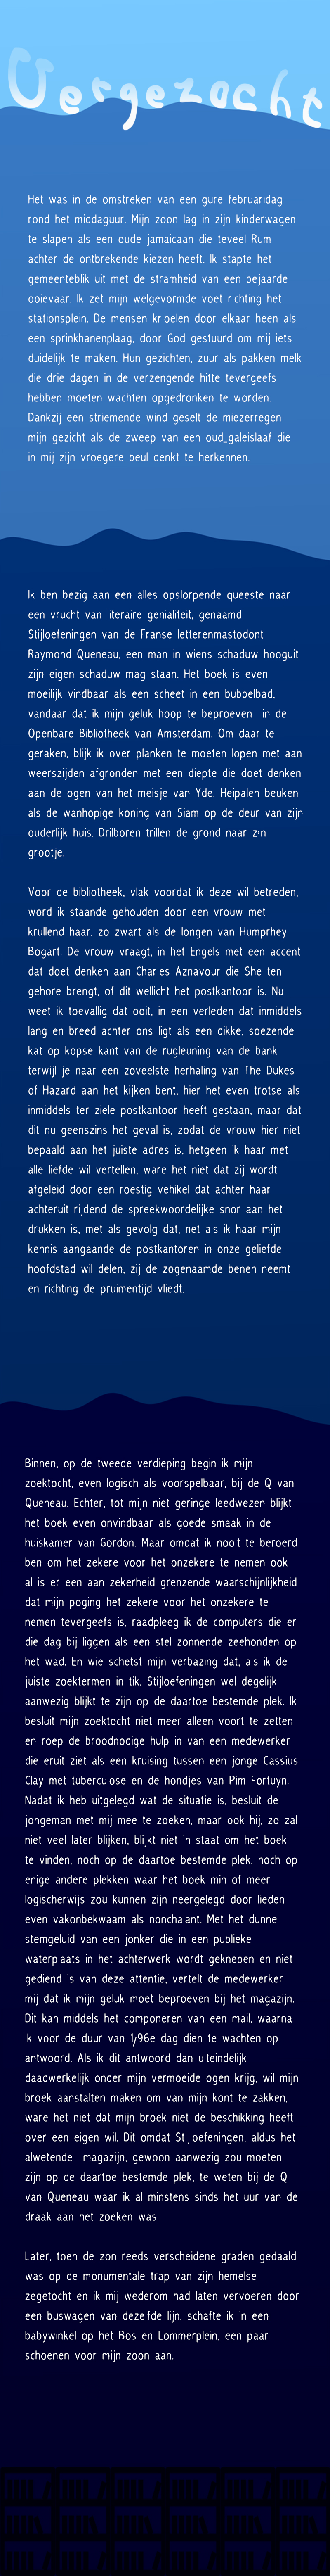 Vergezocht
Het was in de omstreken van een gure februaridag
rond het middaguur. Mijn zoon lag in zijn kinderwagen
te slapen als een oude jamaicaan die teveel Rum
achter de ontbrekende kiezen heeft. Ik stapte het
gemeenteblik uit met de stramheid van een bejaarde
ooievaar. Ik zet mijn welgevormde voet richting het
stationsplein. De mensen krioelen door elkaar heen als
een sprinkhanenplaag, door God gestuurd om mij iets
duidelijk te maken. Hun gezichten, zuur als pakken melk
die drie dagen in de verzengende hitte tevergeefs
hebben moeten wachten opgedronken te worden.
Dankzij een striemende wind geselt de miezerregen
mijn gezicht als de zweep van een oud_galeislaaf die
in mij zijn vroegere beul denkt te herkennen.
Ik ben bezig aan een alles opslorpende queeste naar
een vrucht van literaire genialiteit, genaamd
Stijloefeningen van de Franse letterenmastodont
Raymond Queneau, een man in wiens schaduw hooguit
zijn eigen schaduw mag staan. Het boek is even
moeilijk vindbaar als een scheet in een bubbelbad,
vandaar dat ik mijn geluk hoop te beproeven in de
Openbare Bibliotheek van Amsterdam. Om daar te
geraken, blijk ik over planken te moeten lopen met aan
weerszijden afgronden met een diepte die doet denken
aan de ogen van het meisje van Yde. Heipalen beuken
als de wanhopige koning van Siam op de deur van zijn
ouderlijk huis. Drilboren trillen de grond naar z'n
grootje.
Voor de bibliotheek, vlak voordat ik deze wil betreden,
word ik staande gehouden door een vrouw met
krullend haar, zo zwart als de longen van Humprhey
Bogart. De vrouw vraagt, in het Engels met een accent
dat doet denken aan Charles Aznavour die She ten
gehore brengt, of dit wellicht het postkantoor is. Nu
weet ik toevallig dat ooit, in een verleden dat inmiddels
lang en breed achter ons ligt als een dikke, soezende
kat op kopse kant van de rugleuning van de bank
terwijl je naar een zoveelste herhaling van The Dukes
of Hazard aan het kijken bent, hier het even trotse als
inmiddels ter ziele postkantoor heeft gestaan, maar dat
dit nu geenszins het geval is, zodat de vrouw hier niet
bepaald aan het juiste adres is, hetgeen ik haar met
alle liefde wil vertellen, ware het niet dat zij wordt
afgeleid door een roestig vehikel dat achter haar
achteruit rijdend de spreekwoordelijke snor aan het
drukken is, met als gevolg dat, net als ik haar mijn
kennis aangaande de postkantoren in onze geliefde
hoofdstad wil delen, zij de zogenaamde benen neemt
en richting de pruimentijd vliedt.
Binnen, op de tweede verdieping begin ik mijn
zoektocht, even logisch als voorspelbaar, bij de Q van
Queneau. Echter, tot mijn niet geringe leedwezen blijkt
het boek even onvindbaar als goede smaak in de
huiskamer van Gordon. Maar omdat ik nooit te beroerd
ben om het zekere voor het onzekere te nemen ook
al is er een aan zekerheid grenzende waarschijnlijkheid
dat mijn poging het zekere voor het onzekere te
nemen tevergeefs is, raadpleeg ik de computers die er
die dag bij liggen als een stel zonnende zeehonden op
het wad. En wie schetst mijn verbazing dat, als ik de
juiste zoektermen in tik, Stijloefeningen wel degelijk
aanwezig blijkt te zijn op de daartoe bestemde plek. Ik
besluit mijn zoektocht niet meer alleen voort te zetten
en roep de broodnodige hulp in van een medewerker
die eruit ziet als een kruising tussen een jonge Cassius
Clay met tuberculose en de hondjes van Pim Fortuyn.
Nadat ik heb uitgelegd wat de situatie is, besluit de
jongeman met mij mee te zoeken, maar ook hij, zo zal
niet veel later blijken, blijkt niet in staat om het boek
te vinden, noch op de daartoe bestemde plek, noch op
enige andere plekken waar het boek min of meer
logischerwijs zou kunnen zijn neergelegd door lieden
even vakonbekwaam als nonchalant. Met het dunne
stemgeluid van een jonker die in een publieke
waterplaats in het achterwerk wordt geknepen en niet
gediend is van deze attentie, vertelt de medewerker
mij dat ik mijn geluk moet beproeven bij het magazijn.
Dit kan middels het componeren van een mail, waarna
ik voor de duur van 1/96e dag dien te wachten op
antwoord. Als ik dit antwoord dan uiteindelijk
daadwerkelijk onder mijn vermoeide ogen krijg, wil mijn
broek aanstalten maken om van mijn kont te zakken,
ware het niet dat mijn broek niet de beschikking heeft
over een eigen wil. Dit omdat Stijloefeningen, aldus het
alwetende magazijn, gewoon aanwezig zou moeten
zijn op de daartoe bestemde plek, te weten bij de Q
van Queneau waar ik al minstens sinds het uur van de
draak aan het zoeken was.
Later, toen de zon reeds verscheidene graden gedaald
was op de monumentale trap van zijn hemelse
zegetocht en ik mij wederom had laten vervoeren door
een buswagen van dezelfde lijn, schafte ik in een
babywinkel op het Bos en Lommerplein, een paar
schoenen voor mijn zoon aan.